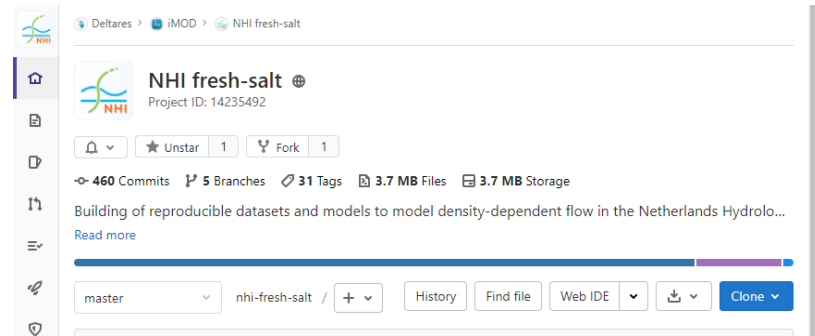 NHI
Deltares > iMOD > NHI fresh-salt
NHI
NHI fresh-salt
Project ID: 14235492
Unstar 1 Fork 1
460 Commits 5 Branches 31 Tags 3.7 MB Files 3.7 MB Storage
Building of reproducible datasets and models to model density-dependent flow in the Netherlands Hydrolo...
Read more
master nhi-fresh-salt / + History Find file Web IDE Clone